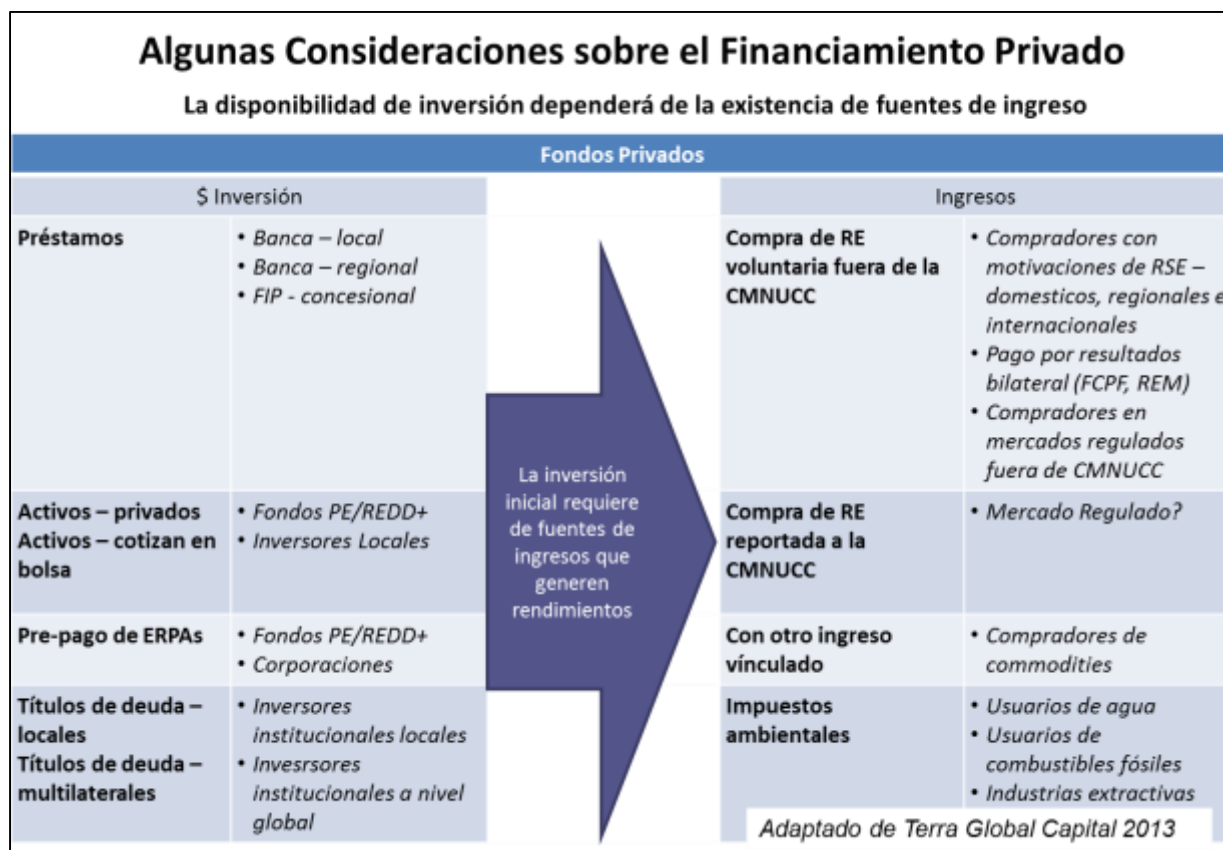 Algunas Consideraciones sobre el Financiamiento Privado
La disponibilidad de inversión dependerá de la existencia de fuentes de ingreso
Fondos Privados
$ Inversión
Préstamos
• Banca – local
• Banca – regional
• FIP - concesional
Activos – privados
Activos – cotizan en
bolsa
• Fondos PE/REDD+
• Inversores Locales
Pre-pago de ERPAs
• Fondos PE/REDD+
• Corporaciones
Títulos de deuda –
locales
Títulos de deuda –
multilaterales
• Inversores
institucionales locales
• Invesrsores
institucionales a nivel
global
La inversión
inicial requiere
de fuentes de
ingresos que
generen
rendimientos
Ingresos
Compra de RE
voluntaria fuera de la
CMNUCC
• Compradores con
motivaciones de RSE –
domesticos, regionales e
internacionales
• Pago por resultados
bilateral (FCPF, REM)
• Compradores en
mercados regulados
fuera de CMNUCC
Compra de RE
reportada a la
CMNUCC
• Mercado Regulado?
Con otro ingreso
vínculado
• Compradores de
commodities
Impuestos
ambientales
• Usuarios de agua
• Usuarios de
combustibles fósiles
• Industrias extractivas
Adaptado de Terra Global Capital 2013